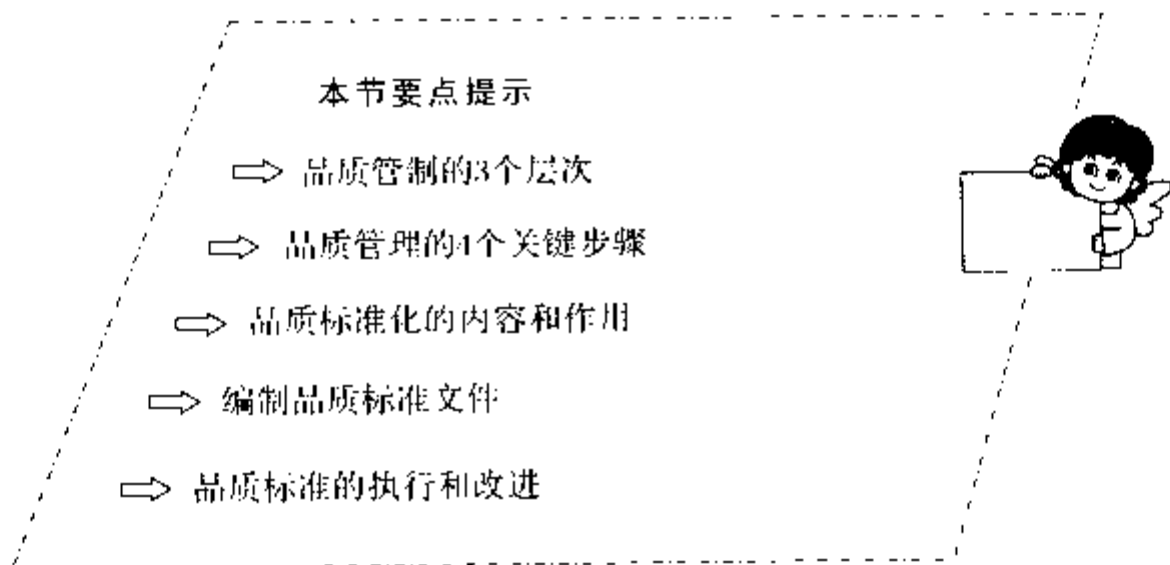 本节要点提示
品质管制的3个层次
品质管理的4个关键步骤
品质标准化的内容和作用
编制品质标准文件
品质标准的执行和改进